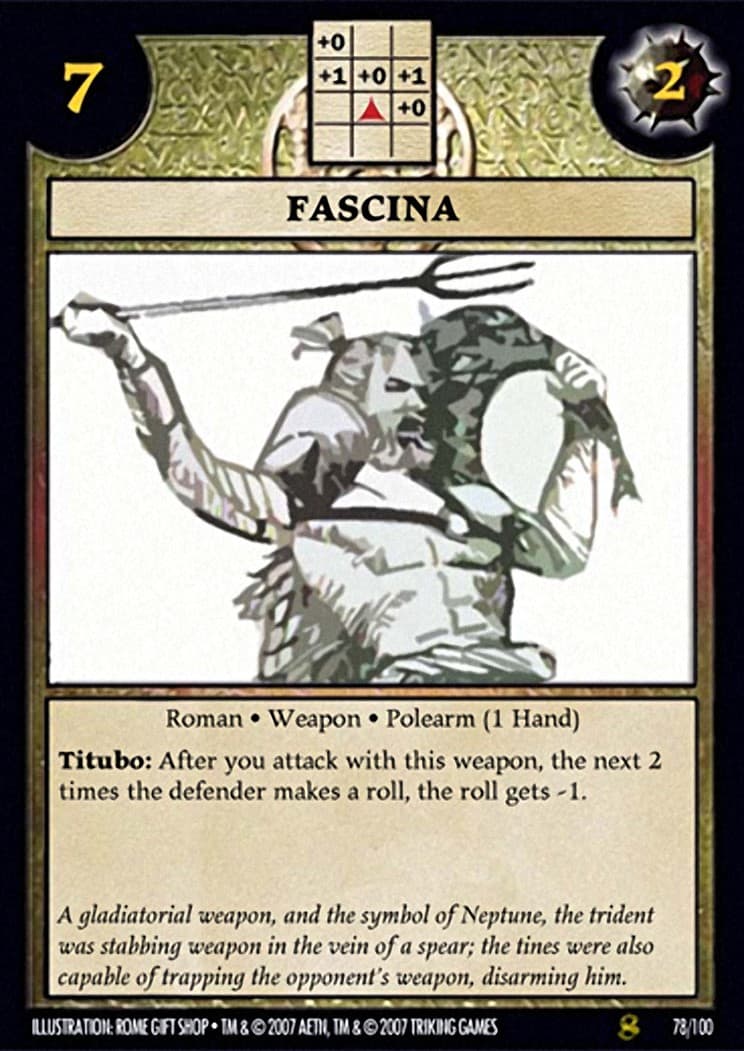 7
+0
+1 +0 +1
+0
2
FASCINA
Roman • Weapon • Polearm (1 Hand)
Titubo: After you attack with this weapon, the next 2
times the defender makes a roll, the roll gets -1.
A gladiatorial weapon, and the symbol of Neptune, the trident
was stabbing weapon in the vein of a spear; the tines were also
capable of trapping the opponent's weapon, disarming him.
ILLUSTRATION: ROME GIFT SHOP • TM & © 2007 AETN, TM & © 2007 TRIKING GAMES
8
78/100